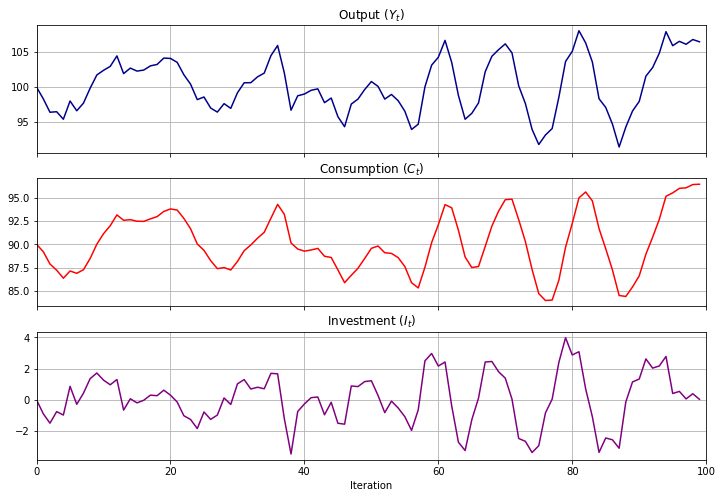 Output (Y_t)
105
100
95
Consumption (C_t)
95.0
92.5
90.0
87.5
85.0
Investment (I_t)
4
2
0
−2
0 20 40 60 80 100
Iteration